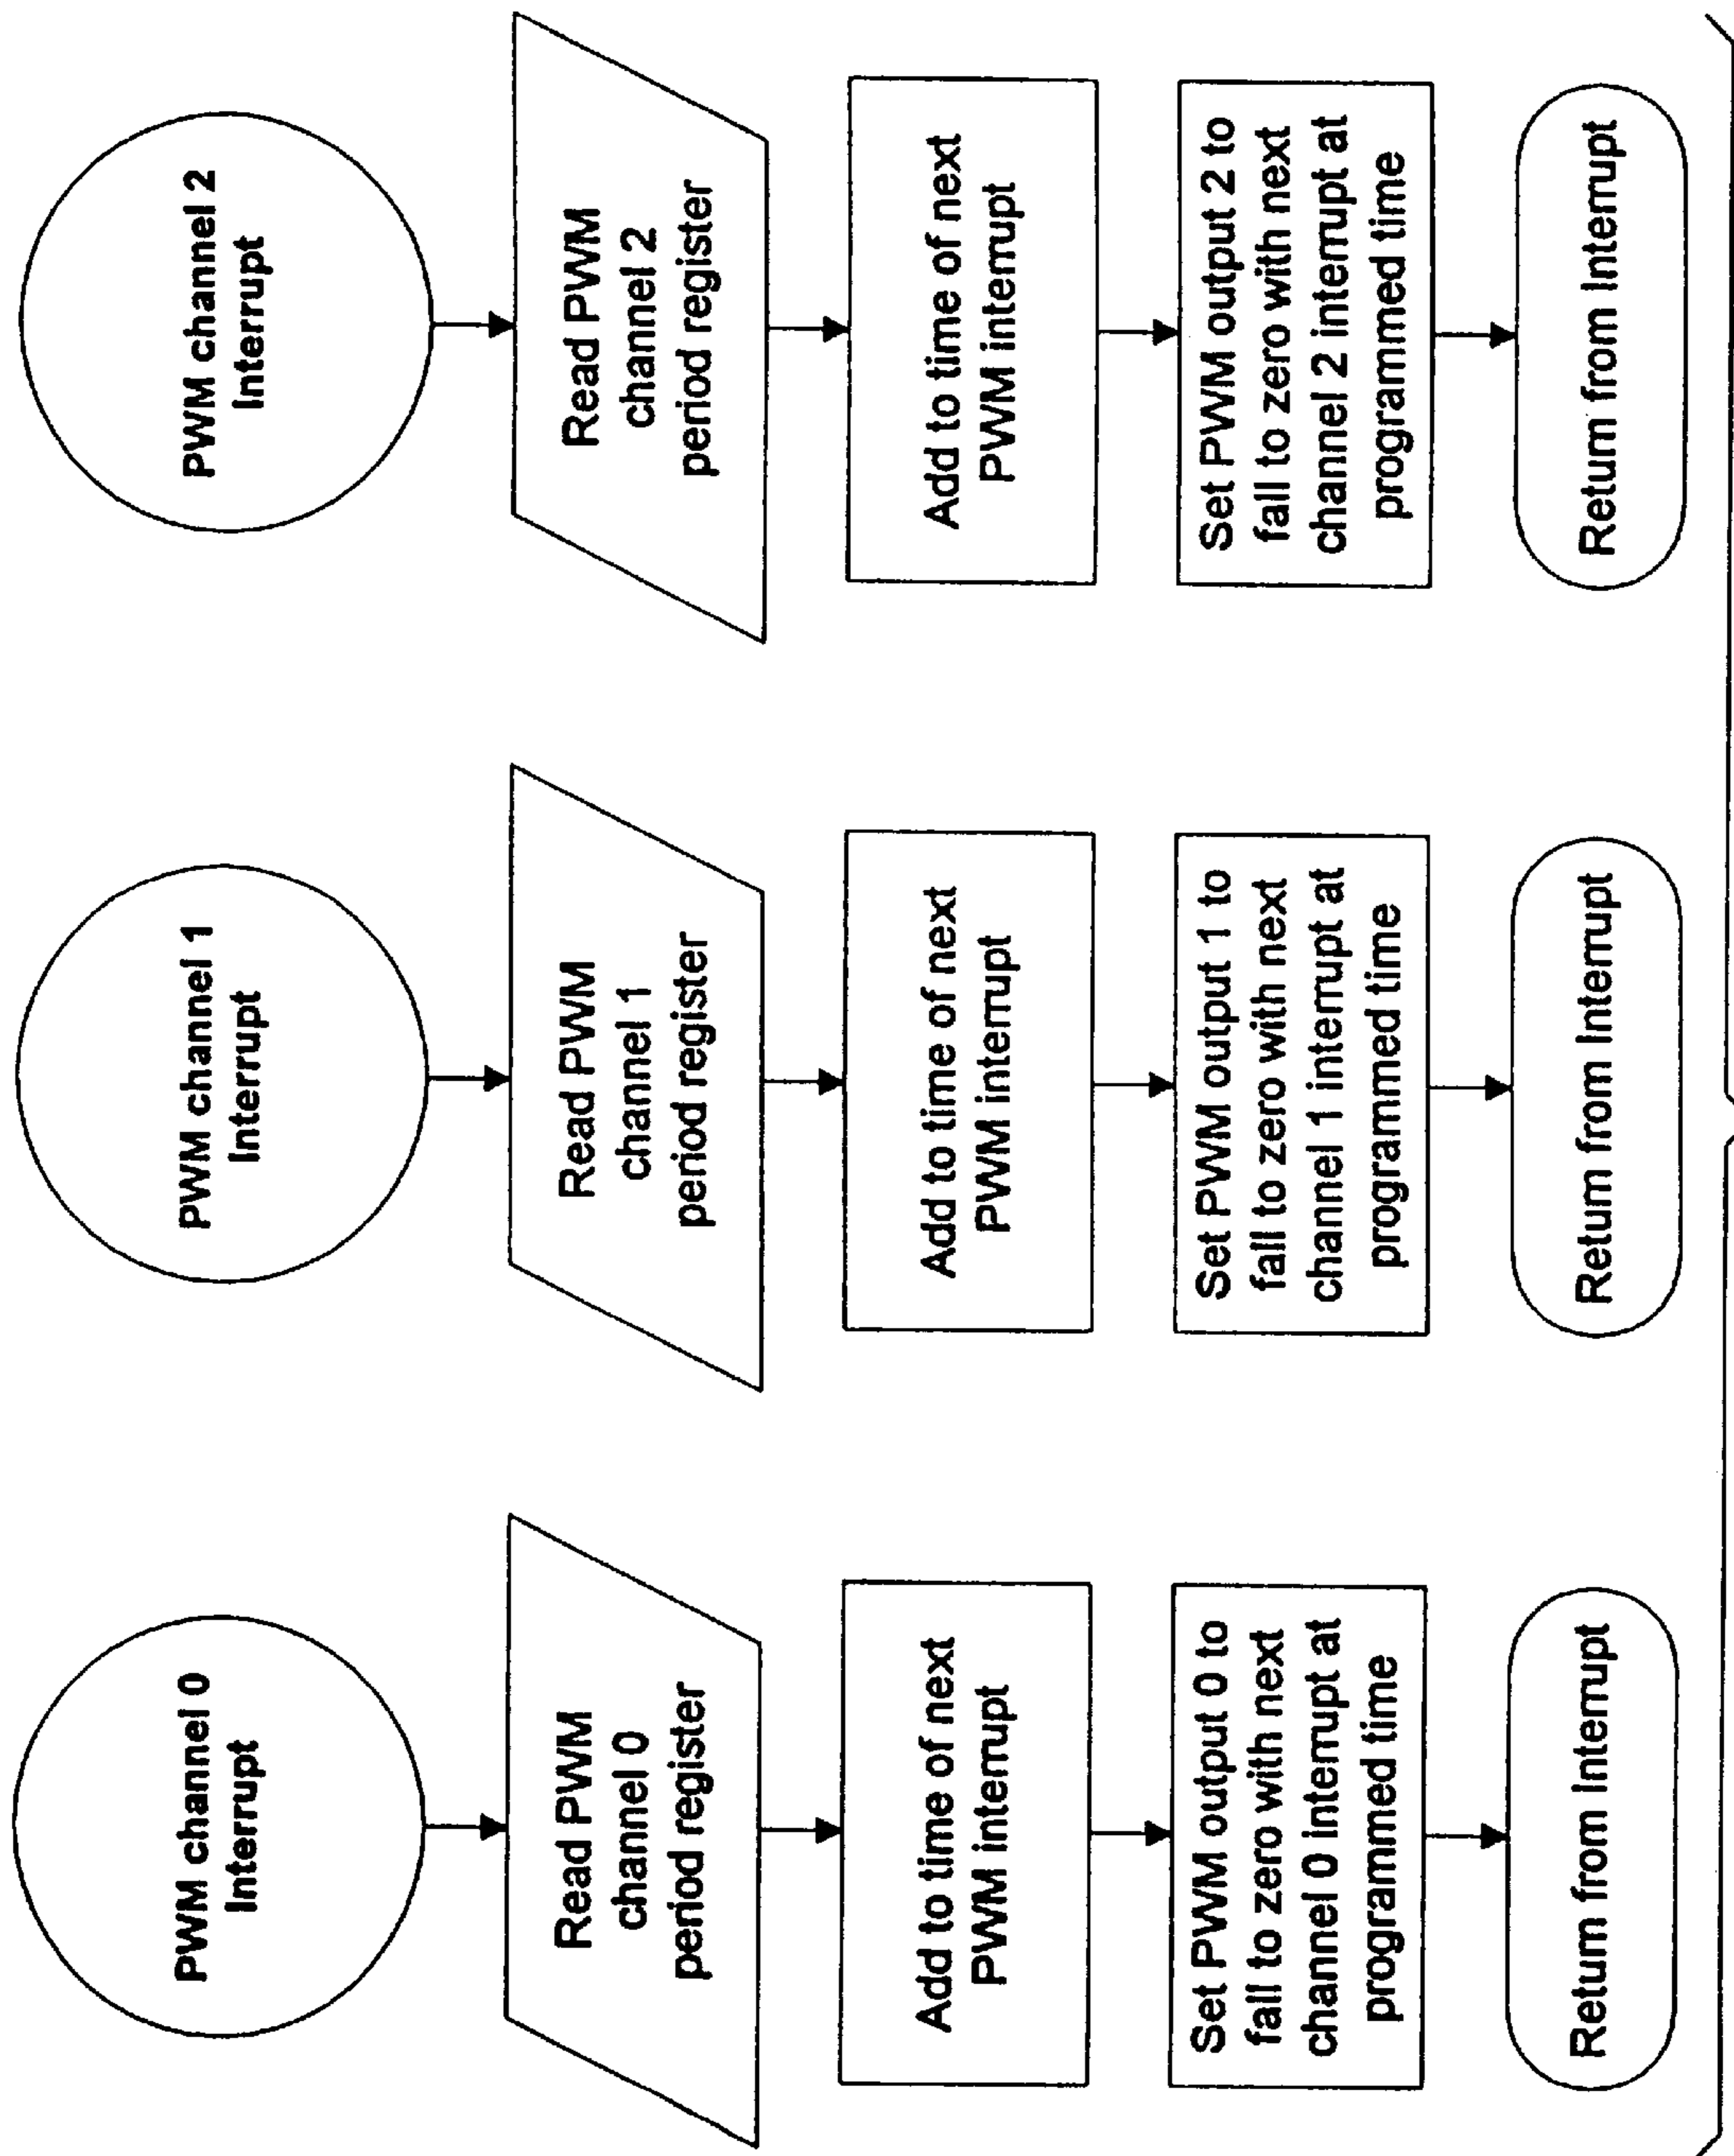 PWM channel 0
Interrupt
Read PWM
channel 0
period register
Add to time of next
PWM interrupt
Set PWM output 0 to
fall to zero with next
channel 0 interrupt at
programmed time
Return from Interrupt
PWM channel 1
Interrupt
Read PWM
channel 1
period register
Add to time of next
PWM interrupt
Set PWM output 1 to
fall to zero with next
channel 1 interrupt at
programmed time
Return from Interrupt
PWM channel 2
Interrupt
Read PWM
channel 2
period register
Add to time of next
PWM interrupt
Set PWM output 2 to
fall to zero with next
channel 2 interrupt at
programmed time
Return from Interrupt